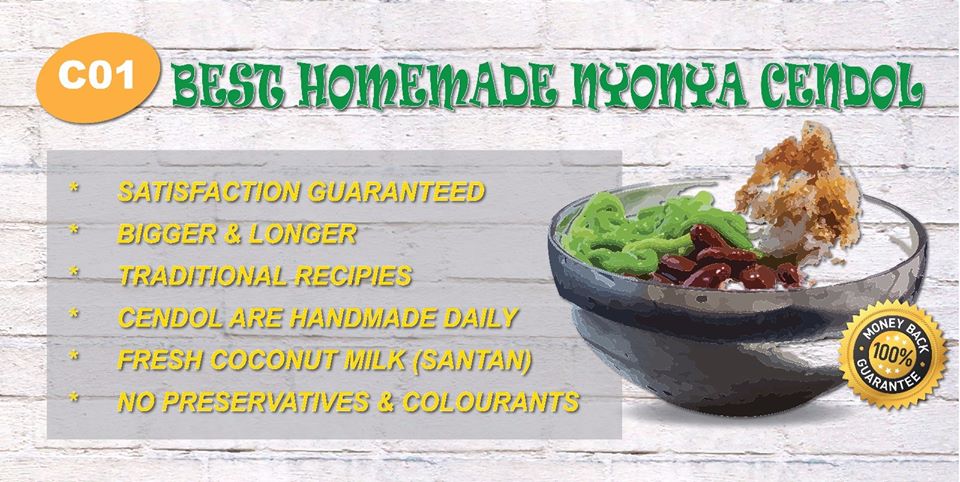 C01
BEST HOMEMADE NYONYA CENDOL
* SATISFACTION GUARANTEED
* BIGGER & LONGER
* TRADITIONAL RECIPIES
* CENDOL ARE HANDMADE DAILY
* FRESH COCONUT MILK (SANTAN)
* NO PRESERVATIVES & COLOURANTS
MONEY BACK
100%
GUARANTEE